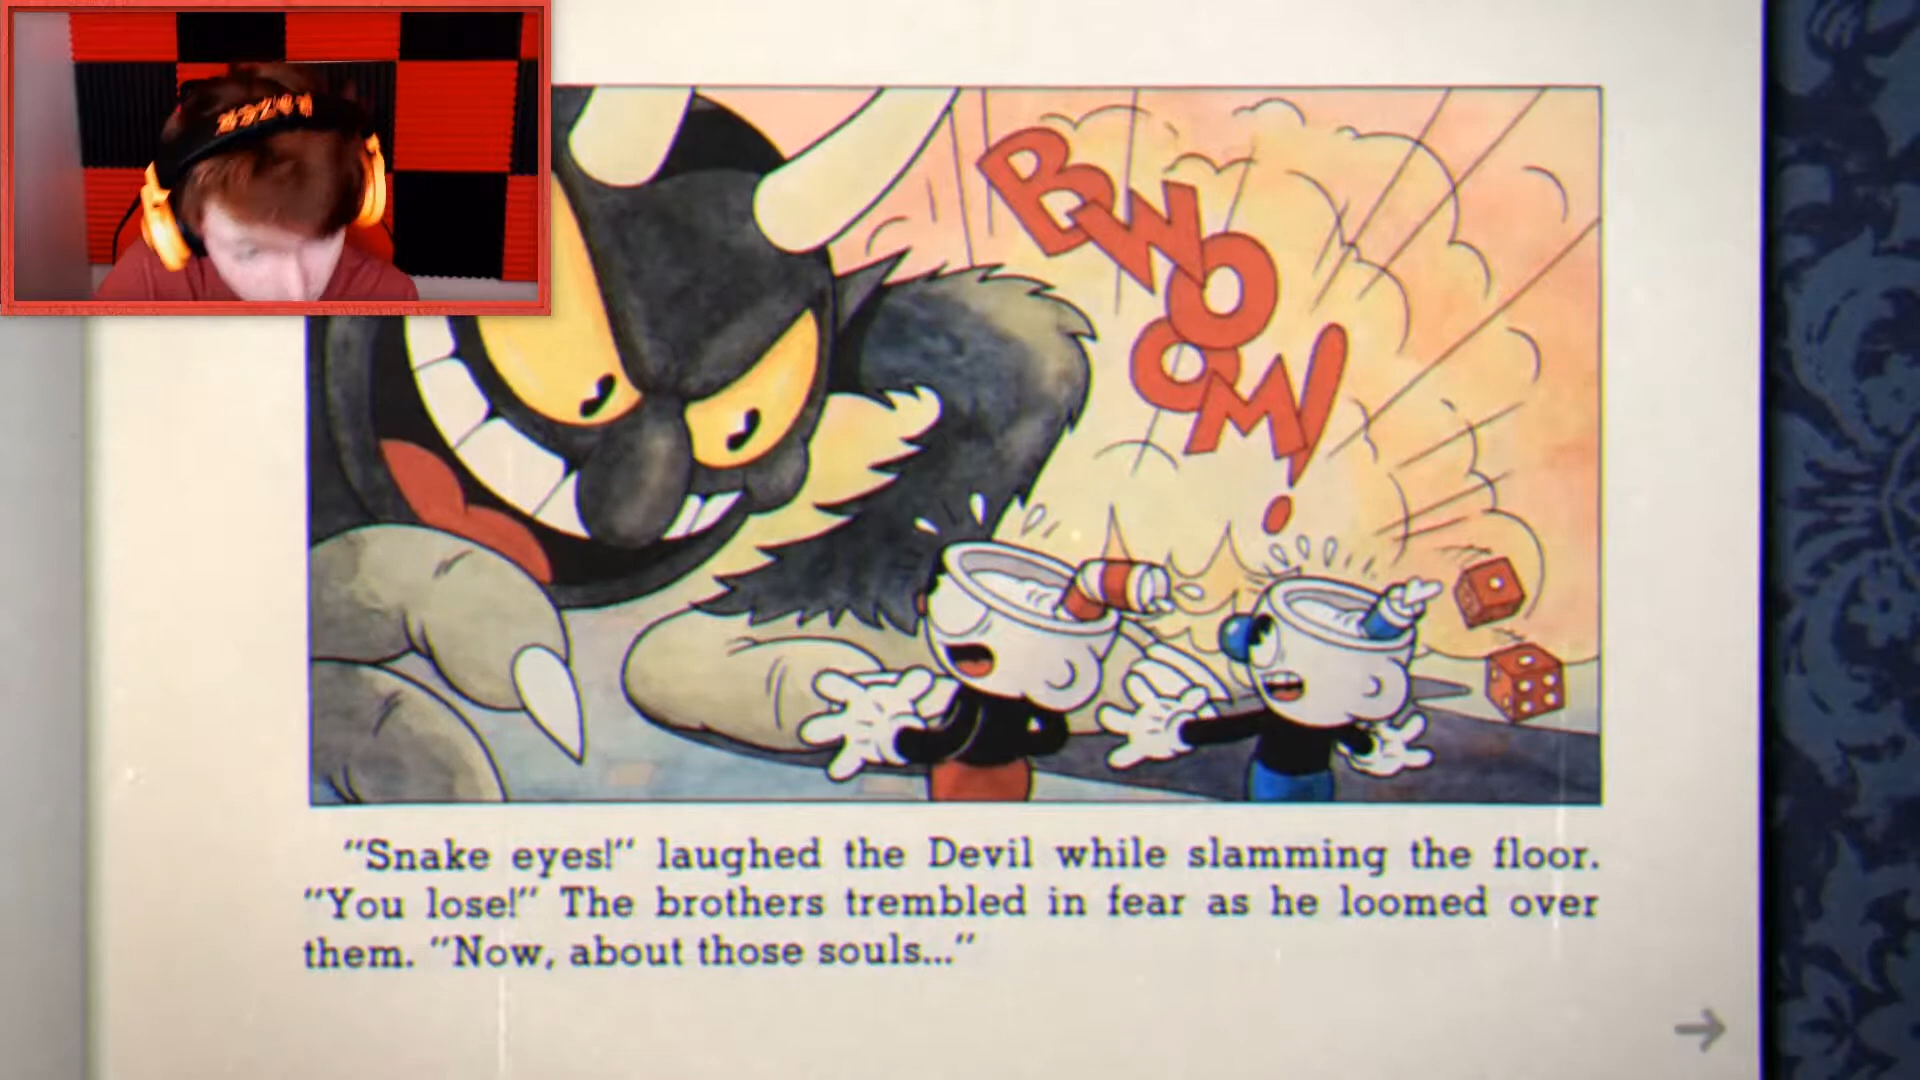 BWOOM!
“Snake eyes!” laughed the Devil while slamming the floor.
“You lose!” The brothers trembled in fear as he loomed over
them. “Now, about those souls...”